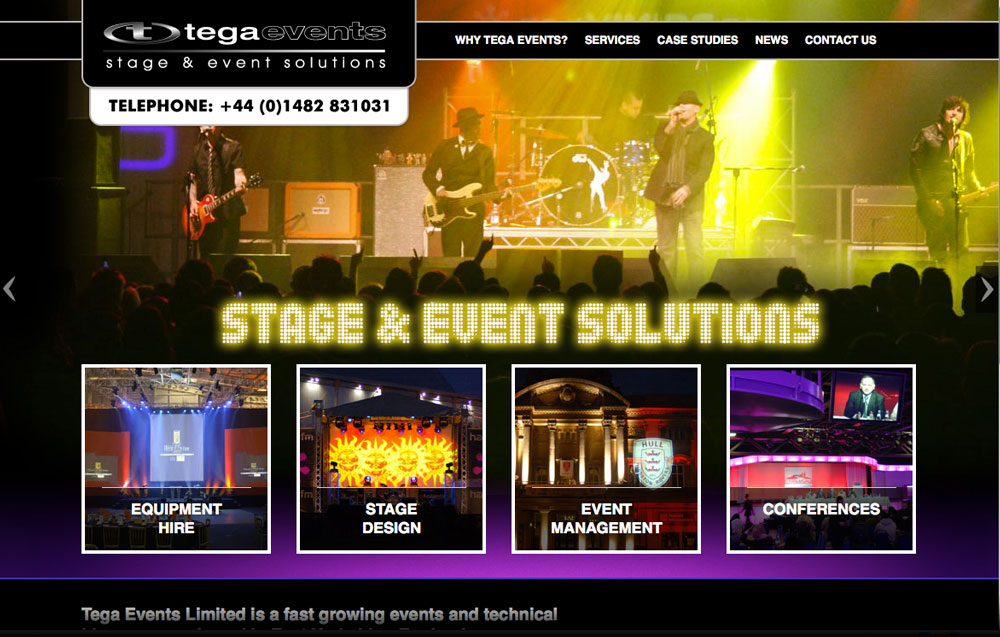 tegaevents
stage & event solutions
WHY TEGA EVENTS?
SERVICES
CASE STUDIES
NEWS
CONTACT US
TELEPHONE: +44 (0)1482 831031
STAGE & EVENT SOLUTIONS
HULL
EQUIPMENT
HIRE
STAGE
DESIGN
EVENT
MANAGEMENT
CONFERENCES
Tega Events Limited is a fast growing events and technical